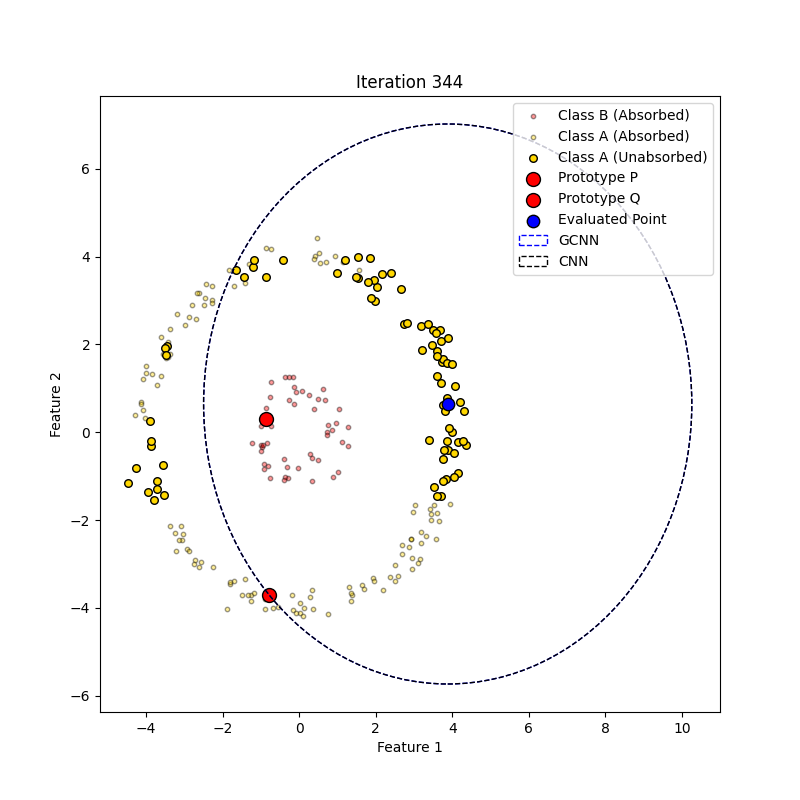 Iteration 344
Class B (Absorbed)
Class A (Absorbed)
Class A (Unabsorbed)
Prototype P
Prototype Q
Evaluated Point
GCNN
CNN
Feature 2
6
4
2
0
−2
−4
−6
−4
−2
0
2
4
6
8
10
Feature 1